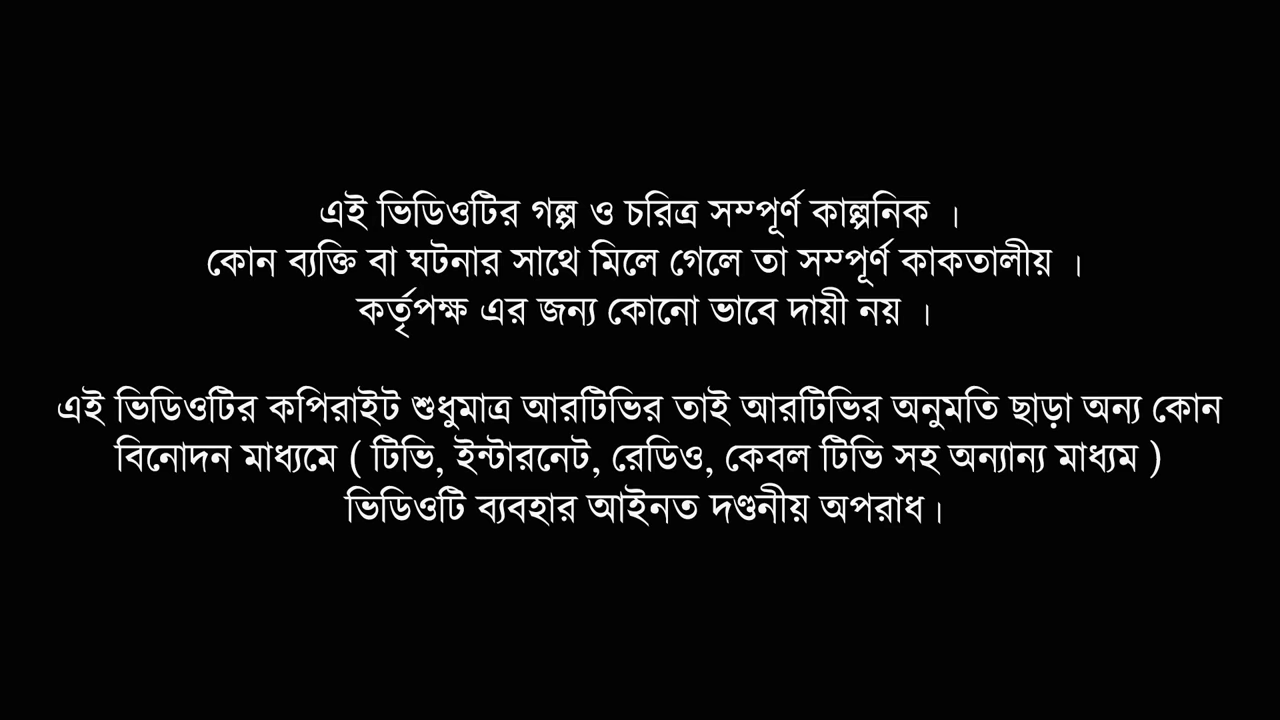 এই ভিডিওটির গল্প ও চরিত্র সম্পূর্ণ কাল্পনিক ।
কোন ব্যক্তি বা ঘটনার সাথে মিলে গেলে তা সম্পূর্ণ কাকতালীয় ।
কর্তৃপক্ষ এর জন্য কোনো ভাবে দায়ী নয় ।
এই ভিডিওটির কপিরাইট শুধুমাত্র আরটিভির তাই আরটিভির অনুমতি ছাড়া অন্য কোন
বিনোদন মাধ্যমে ( টিভি, ইন্টারনেট, রেডিও, কেবল টিভি সহ অন্যান্য মাধ্যম )
ভিডিওটি ব্যবহার আইনত দণ্ডনীয় অপরাধ।